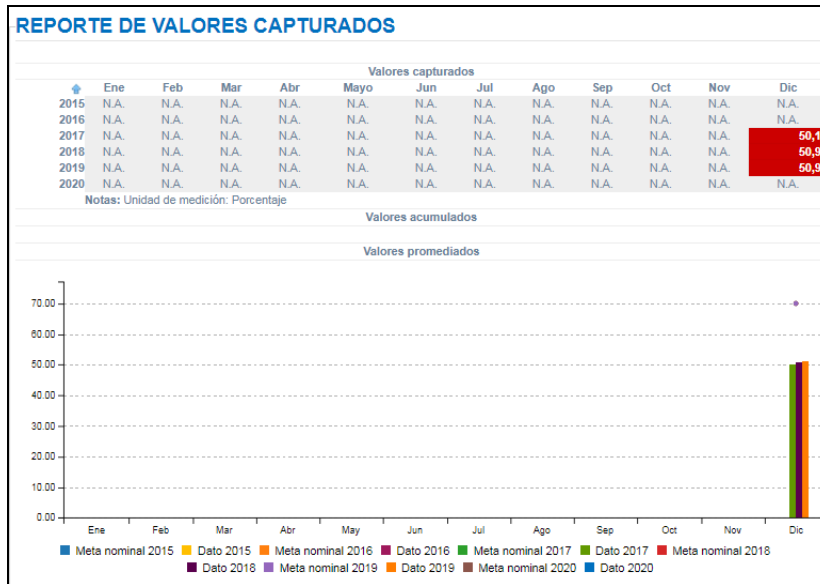 REPORTE DE VALORES CAPTURADOS
Valores capturados
Ene Feb Mar Abr Mayo Jun Jul Ago Sep Oct Nov Dic
2015 N.A. N.A. N.A. N.A. N.A. N.A. N.A. N.A. N.A. N.A. N.A. N.A.
2016 N.A. N.A. N.A. N.A. N.A. N.A. N.A. N.A. N.A. N.A. N.A. N.A.
2017 N.A. N.A. N.A. N.A. N.A. N.A. N.A. N.A. N.A. N.A. N.A. 50,1
2018 N.A. N.A. N.A. N.A. N.A. N.A. N.A. N.A. N.A. N.A. N.A. 50,9
2019 N.A. N.A. N.A. N.A. N.A. N.A. N.A. N.A. N.A. N.A. N.A. 50,9
2020 N.A. N.A. N.A. N.A. N.A. N.A. N.A. N.A. N.A. N.A. N.A. N.A.
Notas: Unidad de medición: Porcentaje
Valores acumulados
Valores promediados
70.00
60.00
50.00
40.00
30.00
20.00
10.00
0.00
Ene Feb Mar Abr May Jun Jul Ago Sep Oct Nov Dic
Meta nominal 2015 Dato 2015 Meta nominal 2016 Dato 2016 Meta nominal 2017 Dato 2017 Meta nominal 2018
Dato 2018 Meta nominal 2019 Dato 2019 Meta nominal 2020 Dato 2020